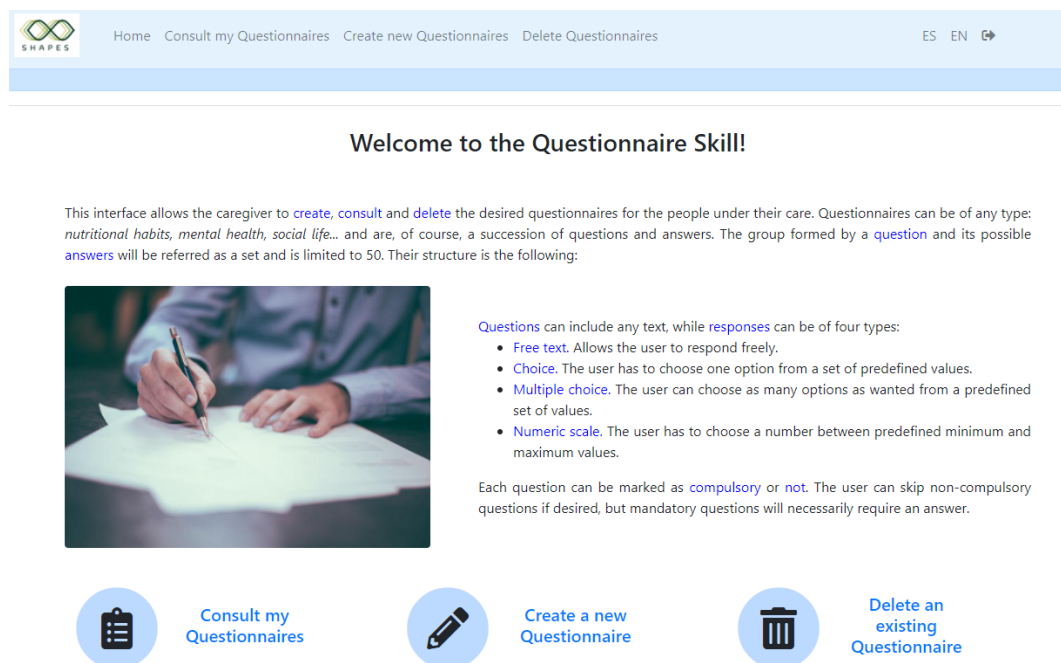 SHAPES
Home Consult my Questionnaires Create new Questionnaires Delete Questionnaires ES EN
Welcome to the Questionnaire Skill!
This interface allows the caregiver to create, consult and delete the desired questionnaires for the people under their care. Questionnaires can be of any type:
nutritional habits, mental health, social life... and are, of course, a succession of questions and answers. The group formed by a question and its possible
answers will be referred as a set and is limited to 50. Their structure is the following:
Questions can include any text, while responses can be of four types:
• Free text. Allows the user to respond freely.
• Choice. The user has to choose one option from a set of predefined values.
• Multiple choice. The user can choose as many options as wanted from a predefined
set of values.
• Numeric scale. The user has to choose a number between predefined minimum and
maximum values.
Each question can be marked as compulsory or not. The user can skip non-compulsory
questions if desired, but mandatory questions will necessarily require an answer.
Consult my
Questionnaires
Create a new
Questionnaire
Delete an
existing
Questionnaire